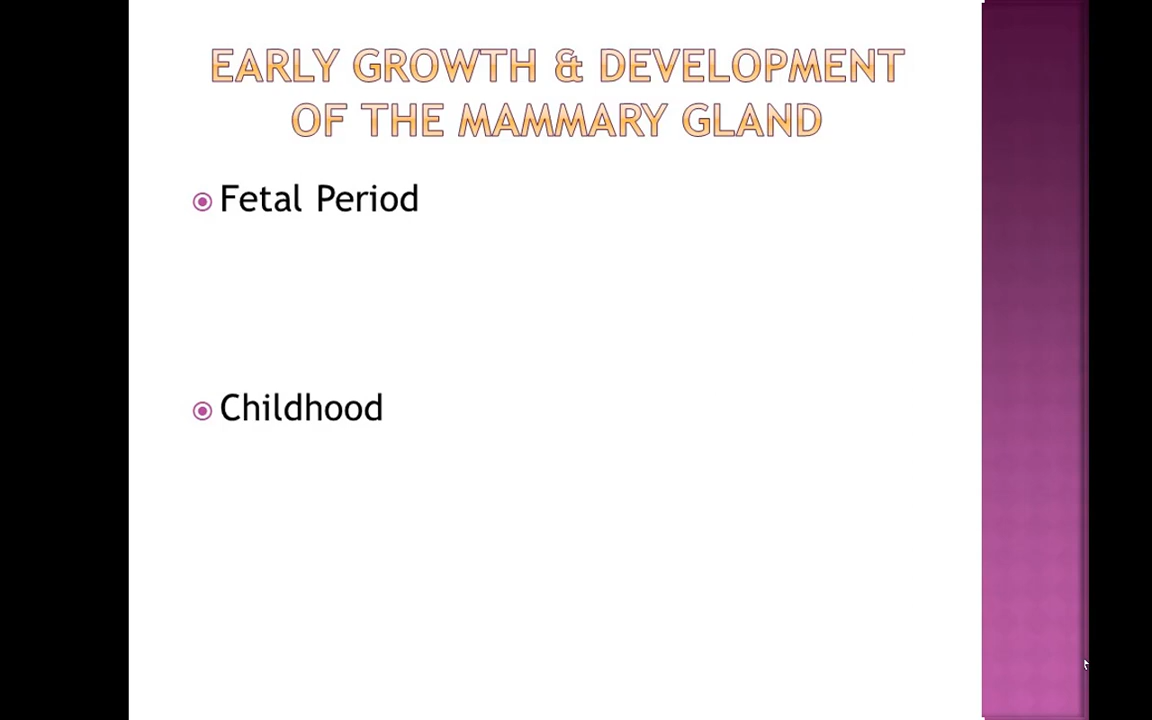 EARLY GROWTH & DEVELOPMENT
OF THE MAMMARY GLAND
Fetal Period
Childhood